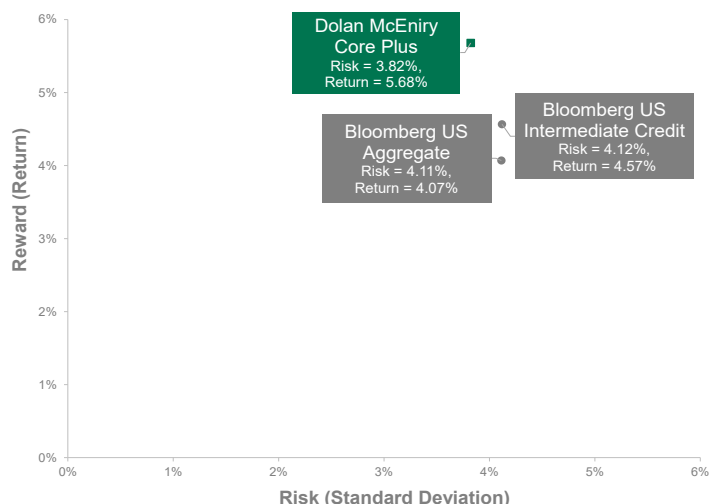 6%
Dolan McEniry
Core Plus
Risk = 3.82%,
Return = 5.68%
5%
Bloomberg US
Intermediate Credit
Risk = 4.12%,
Return = 4.57%
Bloomberg US
Aggregate
Risk = 4.11%,
Return = 4.07%
4%
3%
2%
1%
0%
Reward (Return)
0% 1% 2% 3% 4% 5% 6%
Risk (Standard Deviation)